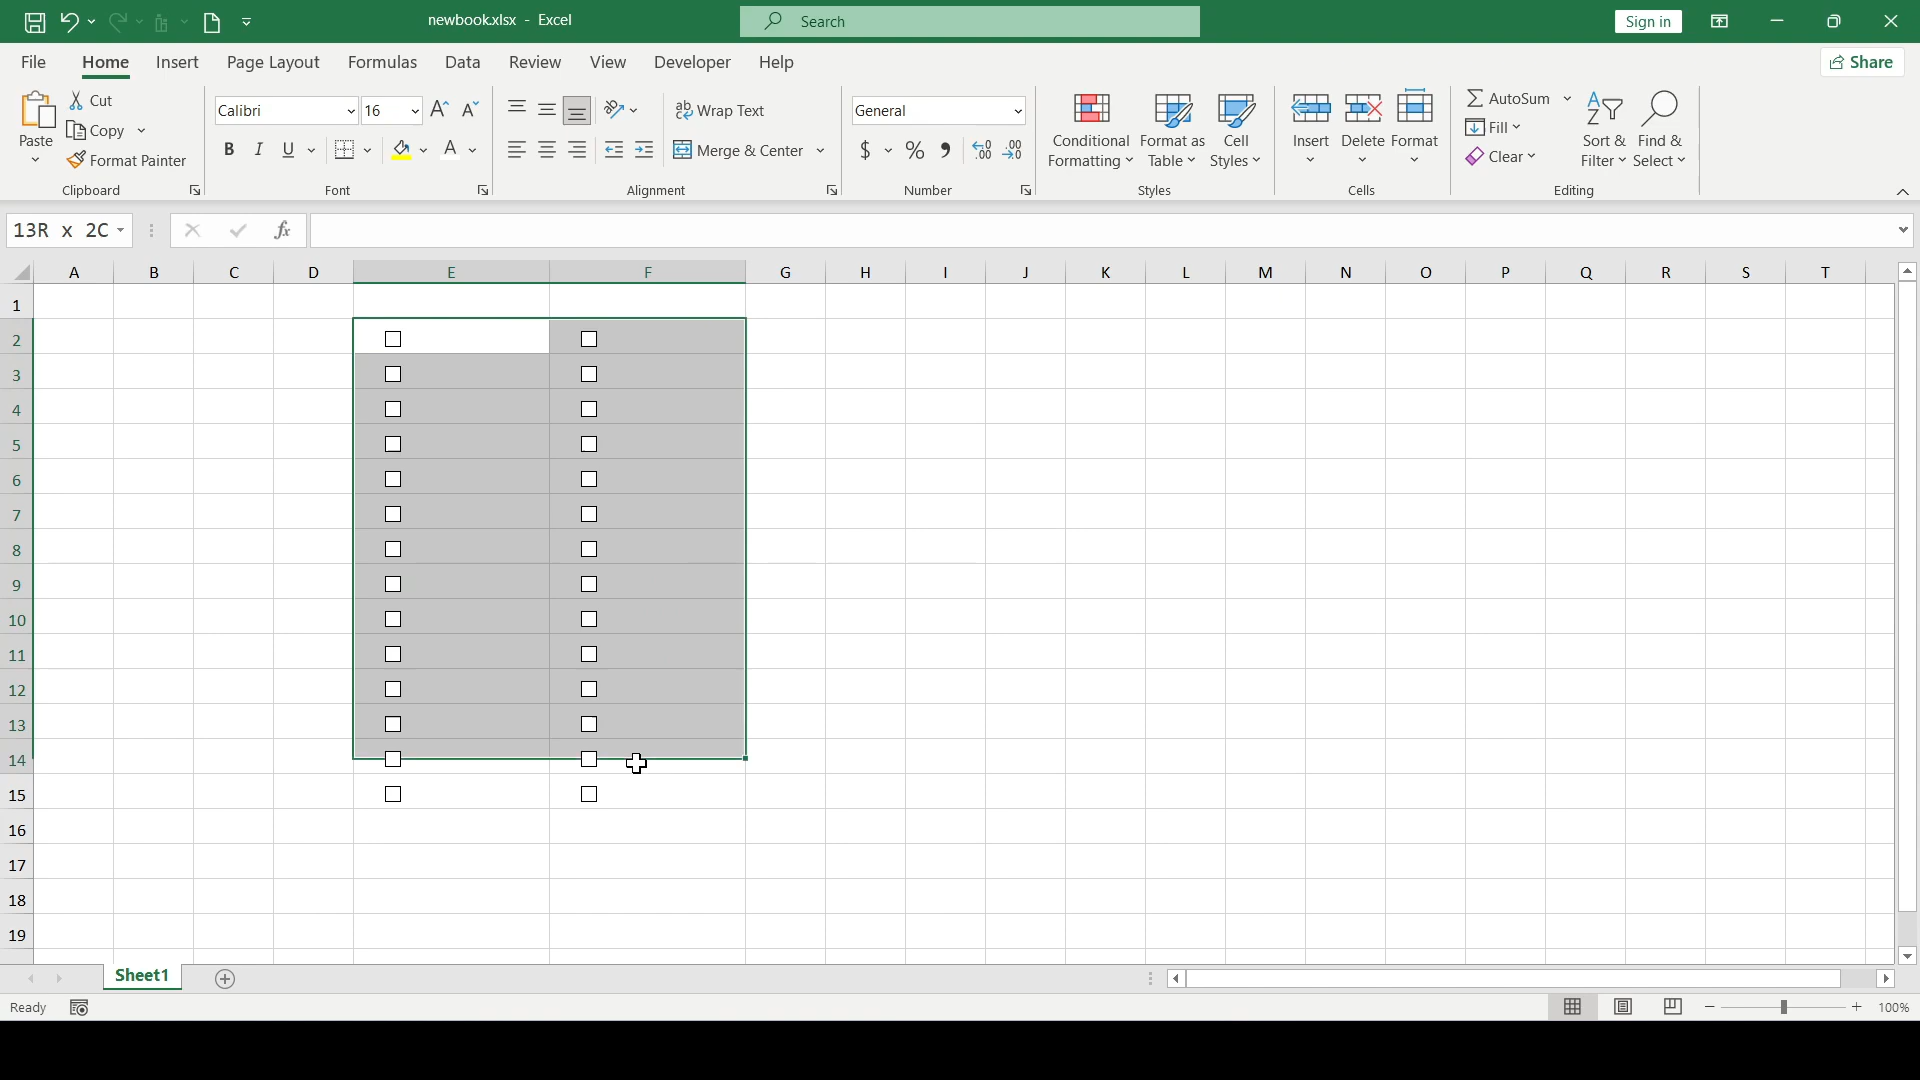 newbook.xlsx - Excel
Search
Sign in
File Home Insert Page Layout Formulas Data Review View Developer Help
Share
Paste
Cut
Copy
Format Painter
Clipboard
Calibri 16
B I U A
Font
Wrap Text
Merge & Center
Alignment
General
$ % 9 .00 .00
Number
Conditional Formatting
Format as Table
Cell Styles
Styles
Insert
Delete
Format
Cells
AutoSum
Fill
Clear
Sort & Filter
Find & Select
Editing
13R x 2C
fx
A B C D E F G H I J K L M N O P Q R S T
1
2
3
4
5
6
7
8
9
10
11
12
13
14
15
16
17
18
19
Sheet1
Ready
100%